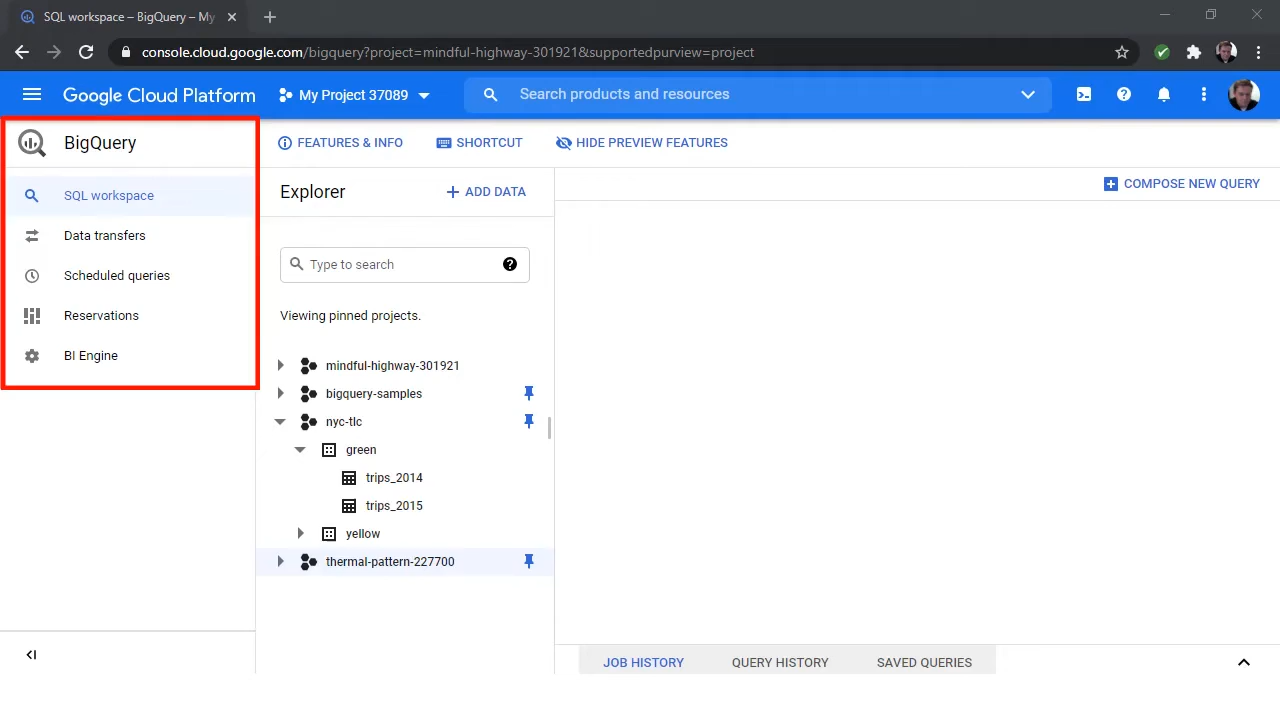 SQL workspace – BigQuery – My
console.cloud.google.com/bigquery?project=mindful-highway-301921&supportedpurview=project
Google Cloud Platform
My Project 37089
Search products and resources
BigQuery
FEATURES & INFO
SHORTCUT
HIDE PREVIEW FEATURES
SQL workspace
Data transfers
Scheduled queries
Reservations
BI Engine
Explorer
ADD DATA
Type to search
Viewing pinned projects.
mindful-highway-301921
bigquery-samples
nyc-tlc
green
trips_2014
trips_2015
yellow
thermal-pattern-227700
COMPOSE NEW QUERY
JOB HISTORY
QUERY HISTORY
SAVED QUERIES